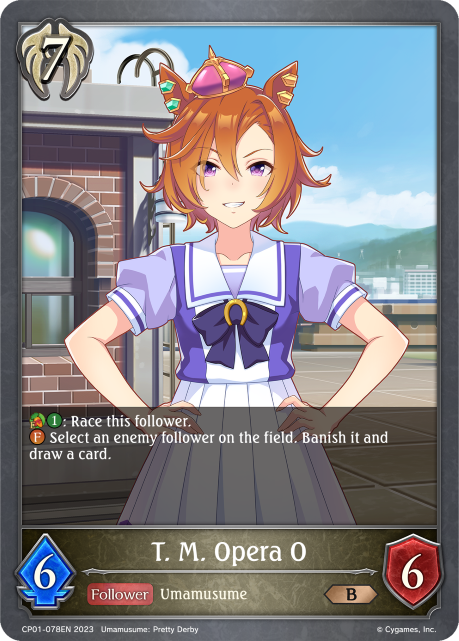 7
1 : Race this follower.
F Select an enemy follower on the field. Banish it and
draw a card.
T. M. Opera O
6 Follower Umamusume B 6
CP01-078EN 2023 Umamusume: Pretty Derby © Cygames, Inc.